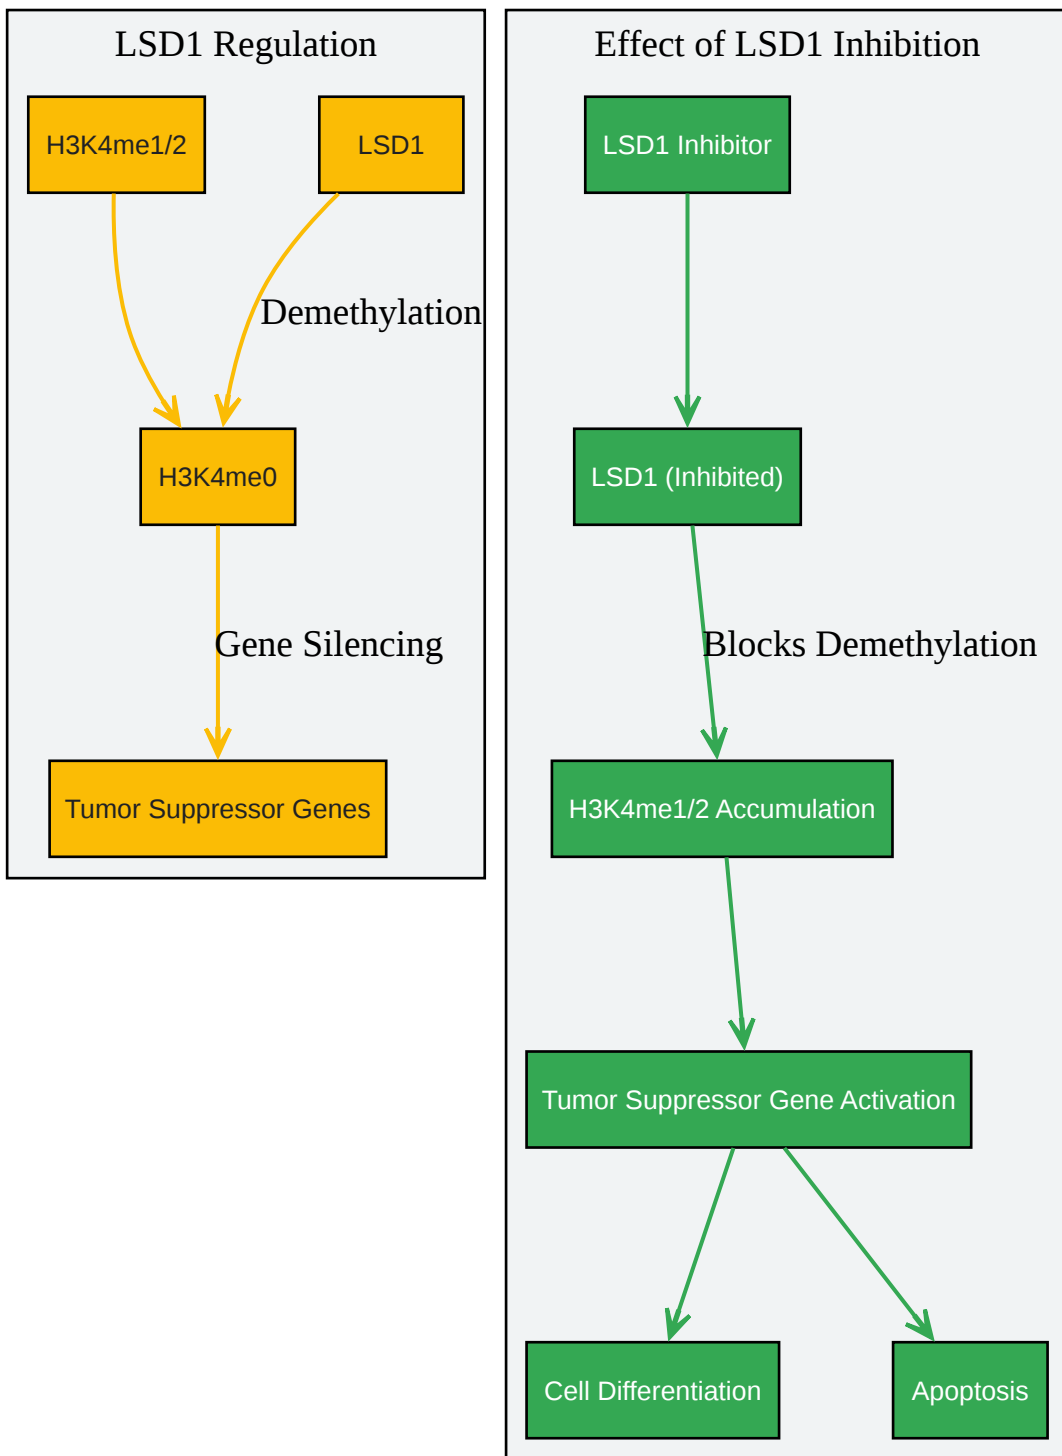 LSD1 Regulation
H3K4me1/2
LSD1
Demethylation
H3K4me0
Gene Silencing
Tumor Suppressor Genes
Effect of LSD1 Inhibition
LSD1 Inhibitor
LSD1 (Inhibited)
Blocks Demethylation
H3K4me1/2 Accumulation
Tumor Suppressor Gene Activation
Cell Differentiation
Apoptosis